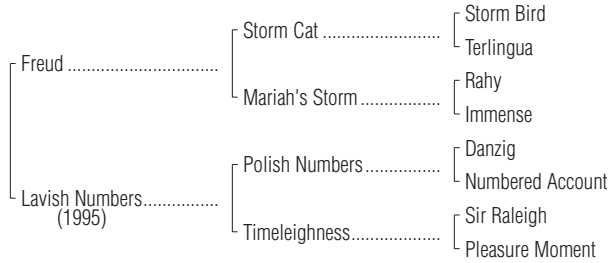 Storm Bird
Storm Cat ........................
Terlingua
Freud ................................
Rahy
Mariah's Storm ................
Immense
Danzig
Polish Numbers...............
Numbered Account
Lavish Numbers...............
(1995)
Sir Raleigh
Timeleighness..................
Pleasure Moment